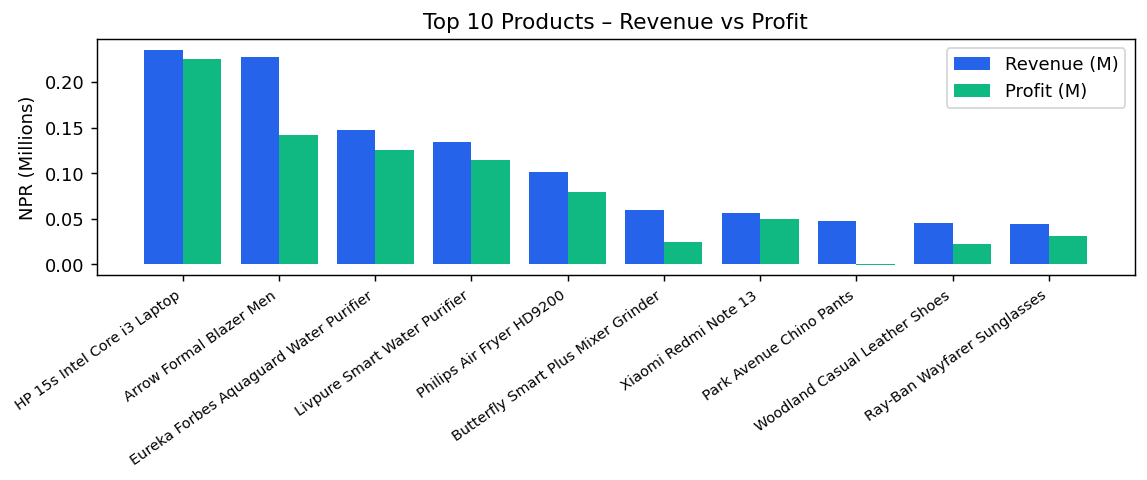 Top 10 Products – Revenue vs Profit
Revenue (M)
Profit (M)
NPR (Millions)
0.20
0.15
0.10
0.05
0.00
HP 15s Intel Core i3 Laptop
Arrow Formal Blazer Men
Eureka Forbes Aquaguard Water Purifier
Livpure Smart Water Purifier
Philips Air Fryer HD9200
Butterfly Smart Plus Mixer Grinder
Xiaomi Redmi Note 13
Park Avenue Chino Pants
Woodland Casual Leather Shoes
Ray-Ban Wayfarer Sunglasses